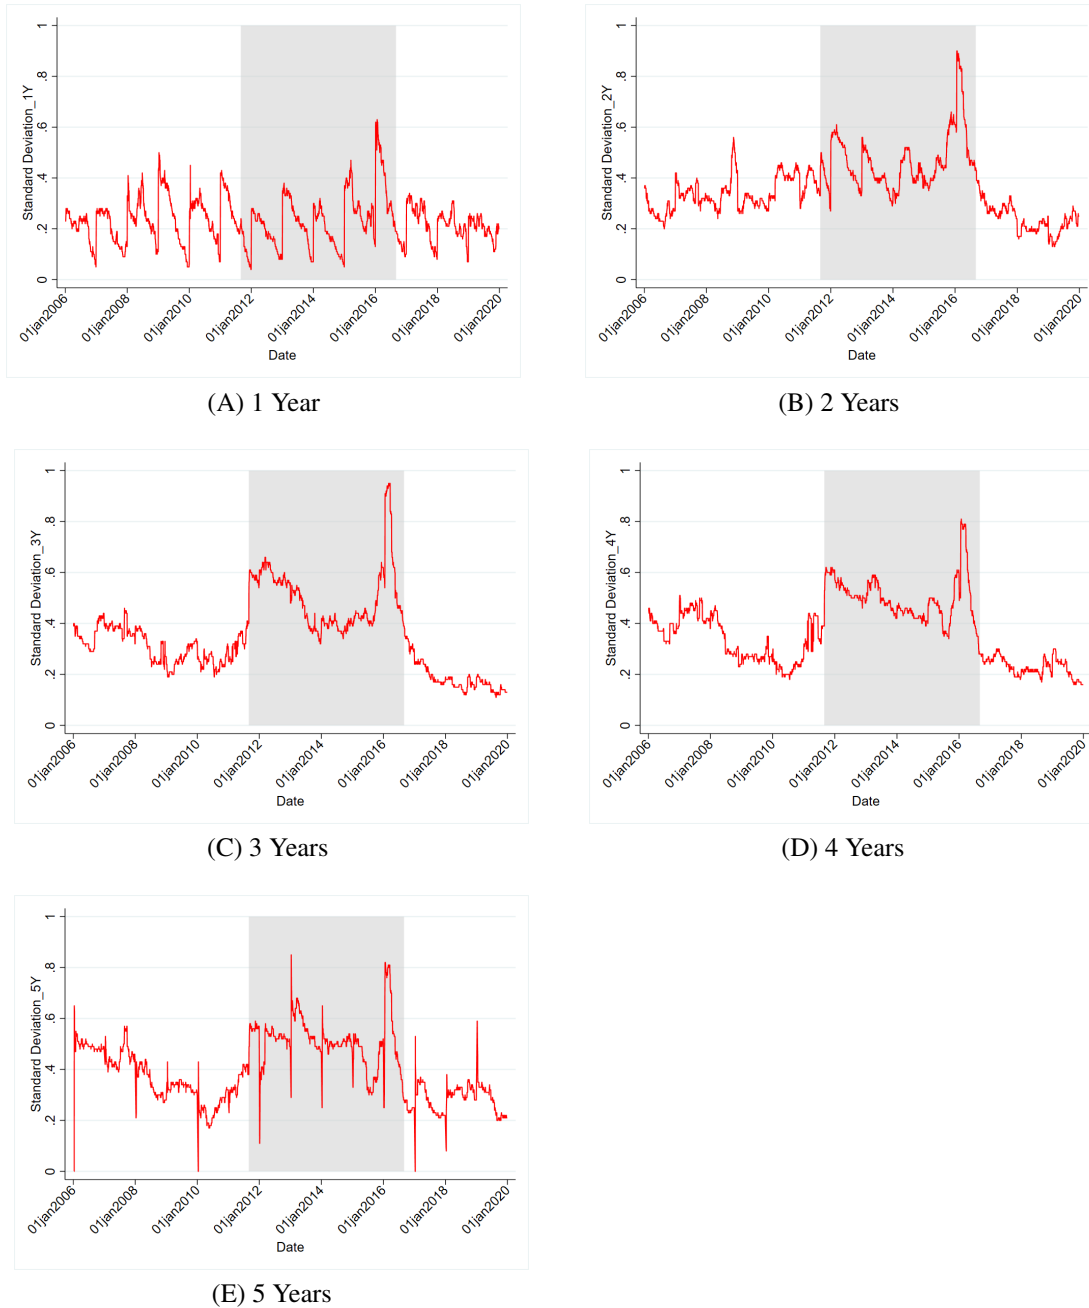 Standard Deviation_1Y
0 .2 .4 .6 .8 1
01jan2006 01jan2008 01jan2010 01jan2012 01jan2014 01jan2016 01jan2018 01jan2020
Date
(A) 1 Year
Standard Deviation_2Y
0 .2 .4 .6 .8 1
01jan2006 01jan2008 01jan2010 01jan2012 01jan2014 01jan2016 01jan2018 01jan2020
Date
(B) 2 Years
Standard Deviation_3Y
0 .2 .4 .6 .8 1
01jan2006 01jan2008 01jan2010 01jan2012 01jan2014 01jan2016 01jan2018 01jan2020
Date
(C) 3 Years
Standard Deviation_4Y
0 .2 .4 .6 .8 1
01jan2006 01jan2008 01jan2010 01jan2012 01jan2014 01jan2016 01jan2018 01jan2020
Date
(D) 4 Years
Standard Deviation_5Y
0 .2 .4 .6 .8 1
01jan2006 01jan2008 01jan2010 01jan2012 01jan2014 01jan2016 01jan2018 01jan2020
Date
(E) 5 Years